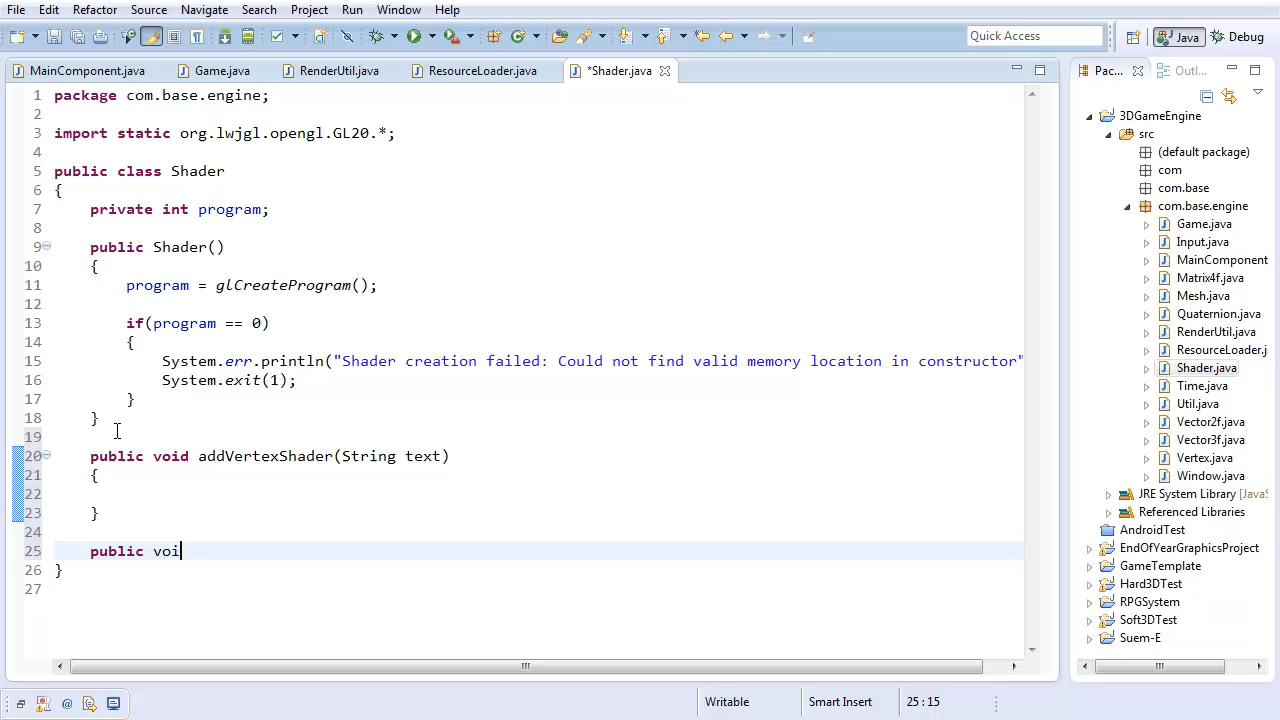 File Edit Refactor Source Navigate Search Project Run Window Help
Quick Access Java Debug
MainComponent.java Game.java RenderUtil.java ResourceLoader.java *Shader.java Pac... Outl...
1 package com.base.engine;
2
3 import static org.lwjgl.opengl.GL20.*;
4
5 public class Shader
6 {
7 private int program;
8
9 public Shader()
10 {
11 program = glCreateProgram();
12
13 if(program == 0)
14 {
15 System.err.println("Shader creation failed: Could not find valid memory location in constructor"
16 System.exit(1);
17 }
18 }
19
20 public void addVertexShader(String text)
21 {
22
23 }
24
25 public voi
26 }
27
3DGameEngine
src
(default package)
com
com.base
com.base.engine
Game.java
Input.java
MainComponent
Matrix4f.java
Mesh.java
Quaternion.java
RenderUtil.java
ResourceLoader.j
Shader.java
Time.java
Util.java
Vector2f.java
Vector3f.java
Vertex.java
Window.java
JRE System Library [JavaS
Referenced Libraries
AndroidTest
EndOfYearGraphicsProject
GameTemplate
Hard3DTest
RPGSystem
Soft3DTest
Suem-E
Writable Smart Insert 25 : 15